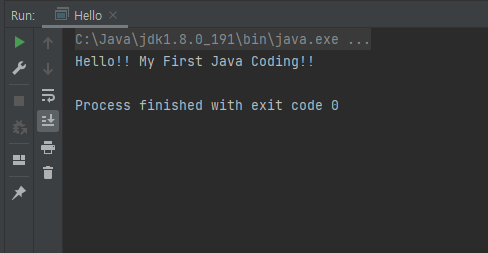 Run: Hello
C:\Java\jdk1.8.0_191\bin\java.exe ...
Hello!! My First Java Coding!!
Process finished with exit code 0